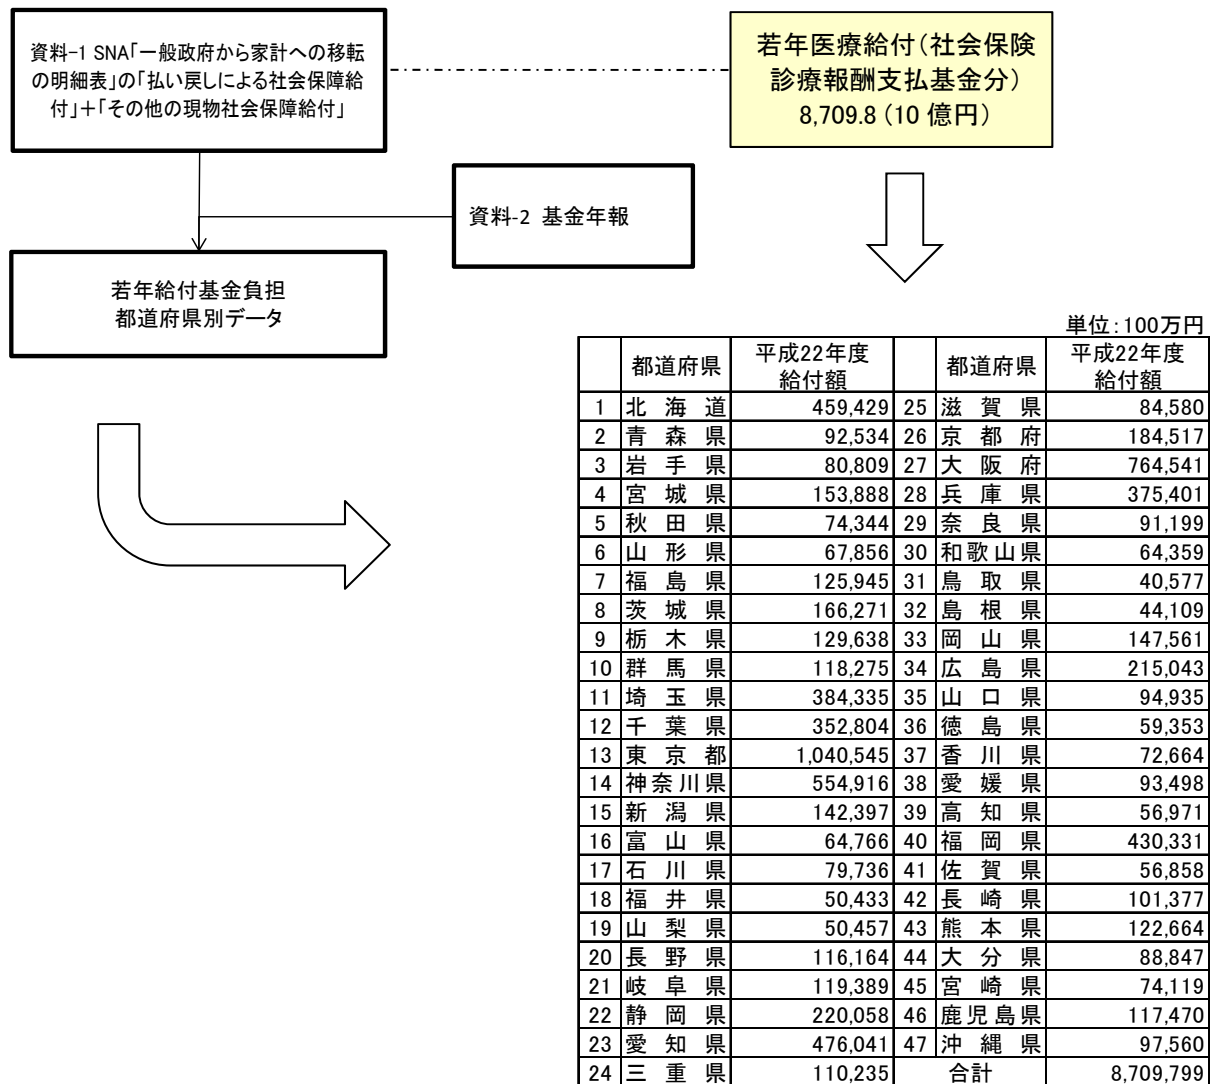 資料-1 SNA「一般政府から家計への移転
の明細表」の「払い戻しによる社会保障給
付」＋「その他の現物社会保障給付」
若年医療給付（社会保険
診療報酬支払基金分）
8,709.8（10 億円）
資料-2 基金年報
若年給付基金負担
都道府県別データ
単位：100万円
都道府県 平成22年度 都道府県 平成22年度
給付額 給付額
1 北海道 459,429 25 滋賀県 84,580
2 青森県 92,534 26 京都府 184,517
3 岩手県 80,809 27 大阪府 764,541
4 宮城県 153,888 28 兵庫県 375,401
5 秋田県 74,344 29 奈良県 91,199
6 山形県 67,856 30 和歌山県 64,359
7 福島県 125,945 31 鳥取県 40,577
8 茨城県 166,271 32 島根県 44,109
9 栃木県 129,638 33 岡山県 147,561
10 群馬県 118,275 34 広島県 215,043
11 埼玉県 384,335 35 山口県 94,935
12 千葉県 352,804 36 徳島県 59,353
13 東京都 1,040,545 37 香川県 72,664
14 神奈川県 554,916 38 愛媛県 93,498
15 新潟県 142,397 39 高知県 56,971
16 富山県 64,766 40 福岡県 430,331
17 石川県 79,736 41 佐賀県 56,858
18 福井県 50,433 42 長崎県 101,377
19 山梨県 50,457 43 熊本県 122,664
20 長野県 116,164 44 大分県 88,847
21 岐阜県 119,389 45 宮崎県 74,119
22 静岡県 220,058 46 鹿児島県 117,470
23 愛知県 476,041 47 沖縄県 97,560
24 三重県 110,235 合計 8,709,799